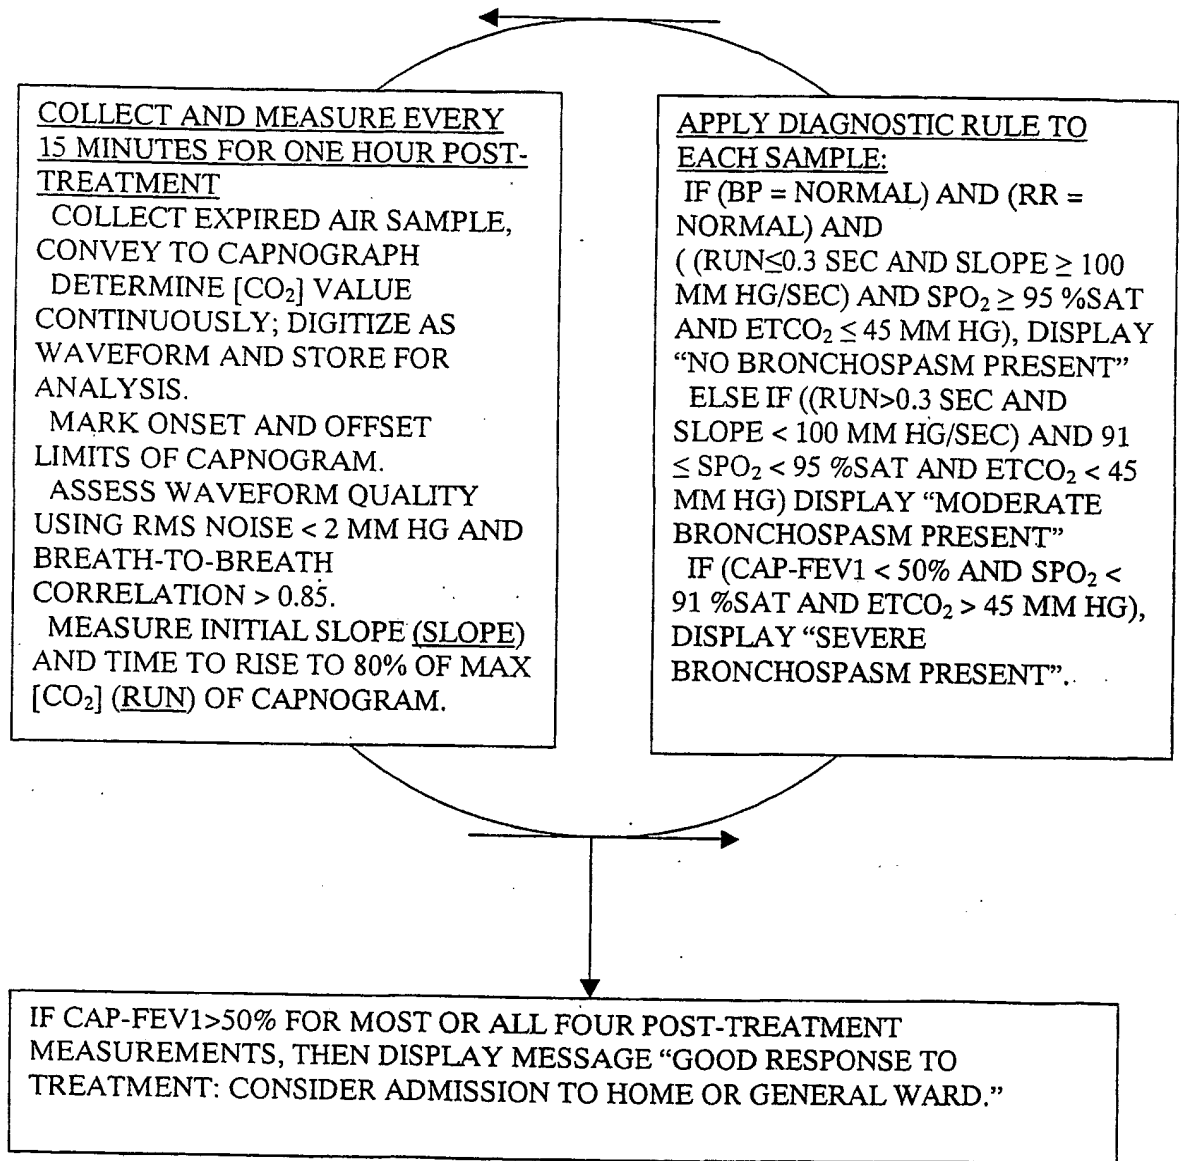 COLLECT AND MEASURE EVERY
15 MINUTES FOR ONE HOUR POST-
TREATMENT
COLLECT EXPIRED AIR SAMPLE,
CONVEY TO CAPNOGRAPH
DETERMINE [CO₂] VALUE
CONTINUOUSLY; DIGITIZE AS
WAVEFORM AND STORE FOR
ANALYSIS.
MARK ONSET AND OFFSET
LIMITS OF CAPNOGRAM.
ASSESS WAVEFORM QUALITY
USING RMS NOISE < 2 MM HG AND
BREATH-TO-BREATH
CORRELATION > 0.85.
MEASURE INITIAL SLOPE (SLOPE)
AND TIME TO RISE TO 80% OF MAX
[CO₂] (RUN) OF CAPNOGRAM.
APPLY DIAGNOSTIC RULE TO
EACH SAMPLE:
IF (BP = NORMAL) AND (RR =
NORMAL) AND
( (RUN≤0.3 SEC AND SLOPE ≥ 100
MM HG/SEC) AND SPO₂ ≥ 95 %SAT
AND ETCO₂ ≤ 45 MM HG), DISPLAY
“NO BRONCHOSPASM PRESENT”
ELSE IF ((RUN>0.3 SEC AND
SLOPE < 100 MM HG/SEC) AND 91
≤ SPO₂ < 95 %SAT AND ETCO₂ < 45
MM HG) DISPLAY “MODERATE
BRONCHOSPASM PRESENT”
IF (CAP-FEV1 < 50% AND SPO₂ <
91 %SAT AND ETCO₂ > 45 MM HG),
DISPLAY “SEVERE
BRONCHOSPASM PRESENT”.
IF CAP-FEV1>50% FOR MOST OR ALL FOUR POST-TREATMENT
MEASUREMENTS, THEN DISPLAY MESSAGE “GOOD RESPONSE TO
TREATMENT: CONSIDER ADMISSION TO HOME OR GENERAL WARD.”